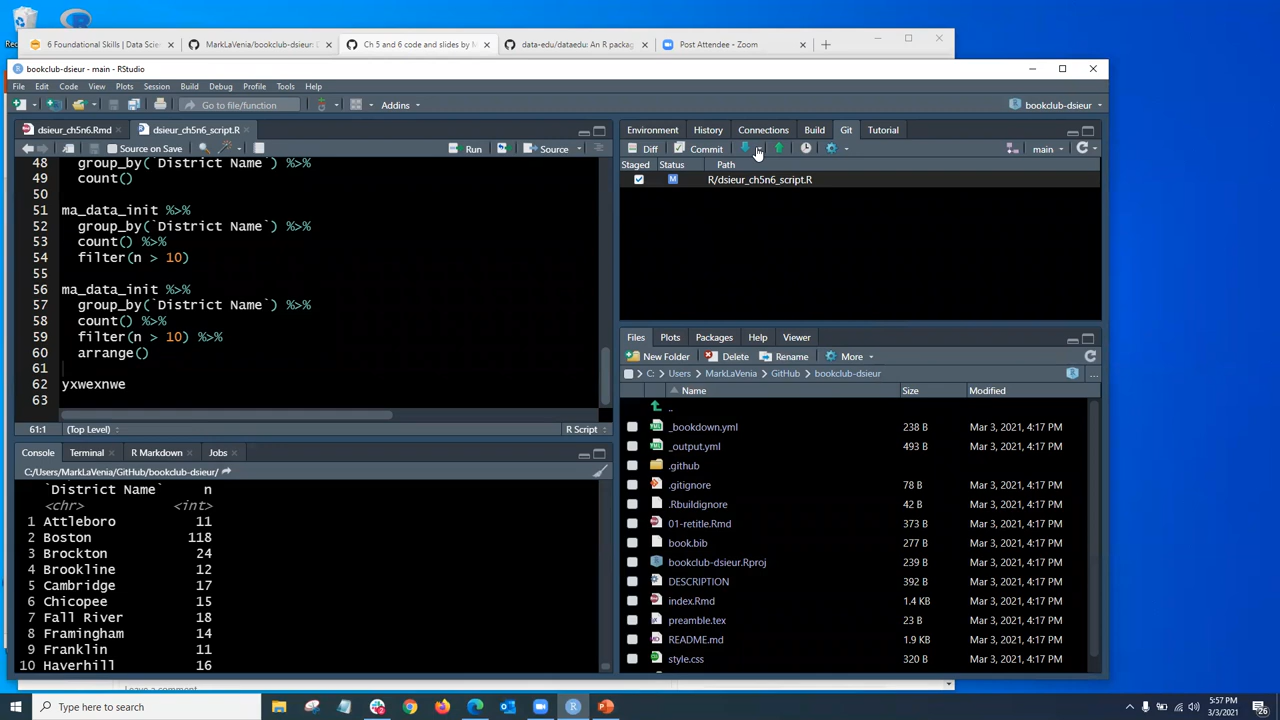 Rec
6 Foundational Skills | Data Scie
MarkLaVenia/bookclub-dsieur: D
Ch 5 and 6 code and slides by M
data-edu/dataedu: An R packag
Post Attendee - Zoom
bookclub-dsieur - main - RStudio
File Edit Code View Plots Session Build Debug Profile Tools Help
Go to file/function
Addins
bookclub-dsieur
dsieur_ch5n6.Rmd
dsieur_ch5n6_script.R
Source on Save
Run
Source
48 group_by(`District Name`) %>%
49 count()
50
51 ma_data_init %>%
52 group_by(`District Name`) %>%
53 count() %>%
54 filter(n > 10)
55
56 ma_data_init %>%
57 group_by(`District Name`) %>%
58 count() %>%
59 filter(n > 10) %>%
60 arrange()
61
62 yxwexnwe
63
61:1 (Top Level) R Script
Console Terminal R Markdown Jobs
C:/Users/MarkLaVenia/GitHub/bookclub-dsieur/
`District Name` n
<chr> <int>
1 Attleboro 11
2 Boston 118
3 Brockton 24
4 Brookline 12
5 Cambridge 17
6 Chicopee 15
7 Fall River 18
8 Framingham 14
9 Franklin 11
10 Haverhill 16
Environment History Connections Build Git Tutorial
Diff Commit main
Staged Status Path
M R/dsieur_ch5n6_script.R
Files Plots Packages Help Viewer
New Folder Delete Rename More
C: Users MarkLaVenia GitHub bookclub-dsieur ...
Name Size Modified
..
_bookdown.yml 238 B Mar 3, 2021, 4:17 PM
_output.yml 493 B Mar 3, 2021, 4:17 PM
.github
.gitignore 78 B Mar 3, 2021, 4:17 PM
.Rbuildignore 42 B Mar 3, 2021, 4:17 PM
01-retitle.Rmd 373 B Mar 3, 2021, 4:17 PM
book.bib 277 B Mar 3, 2021, 4:17 PM
bookclub-dsieur.Rproj 239 B Mar 3, 2021, 4:17 PM
DESCRIPTION 392 B Mar 3, 2021, 4:17 PM
index.Rmd 1.4 KB Mar 3, 2021, 4:17 PM
preamble.tex 23 B Mar 3, 2021, 4:17 PM
README.md 1.9 KB Mar 3, 2021, 4:17 PM
style.css 320 B Mar 3, 2021, 4:17 PM
Leave a comment
Type here to search
5:57 PM
3/3/2021
26